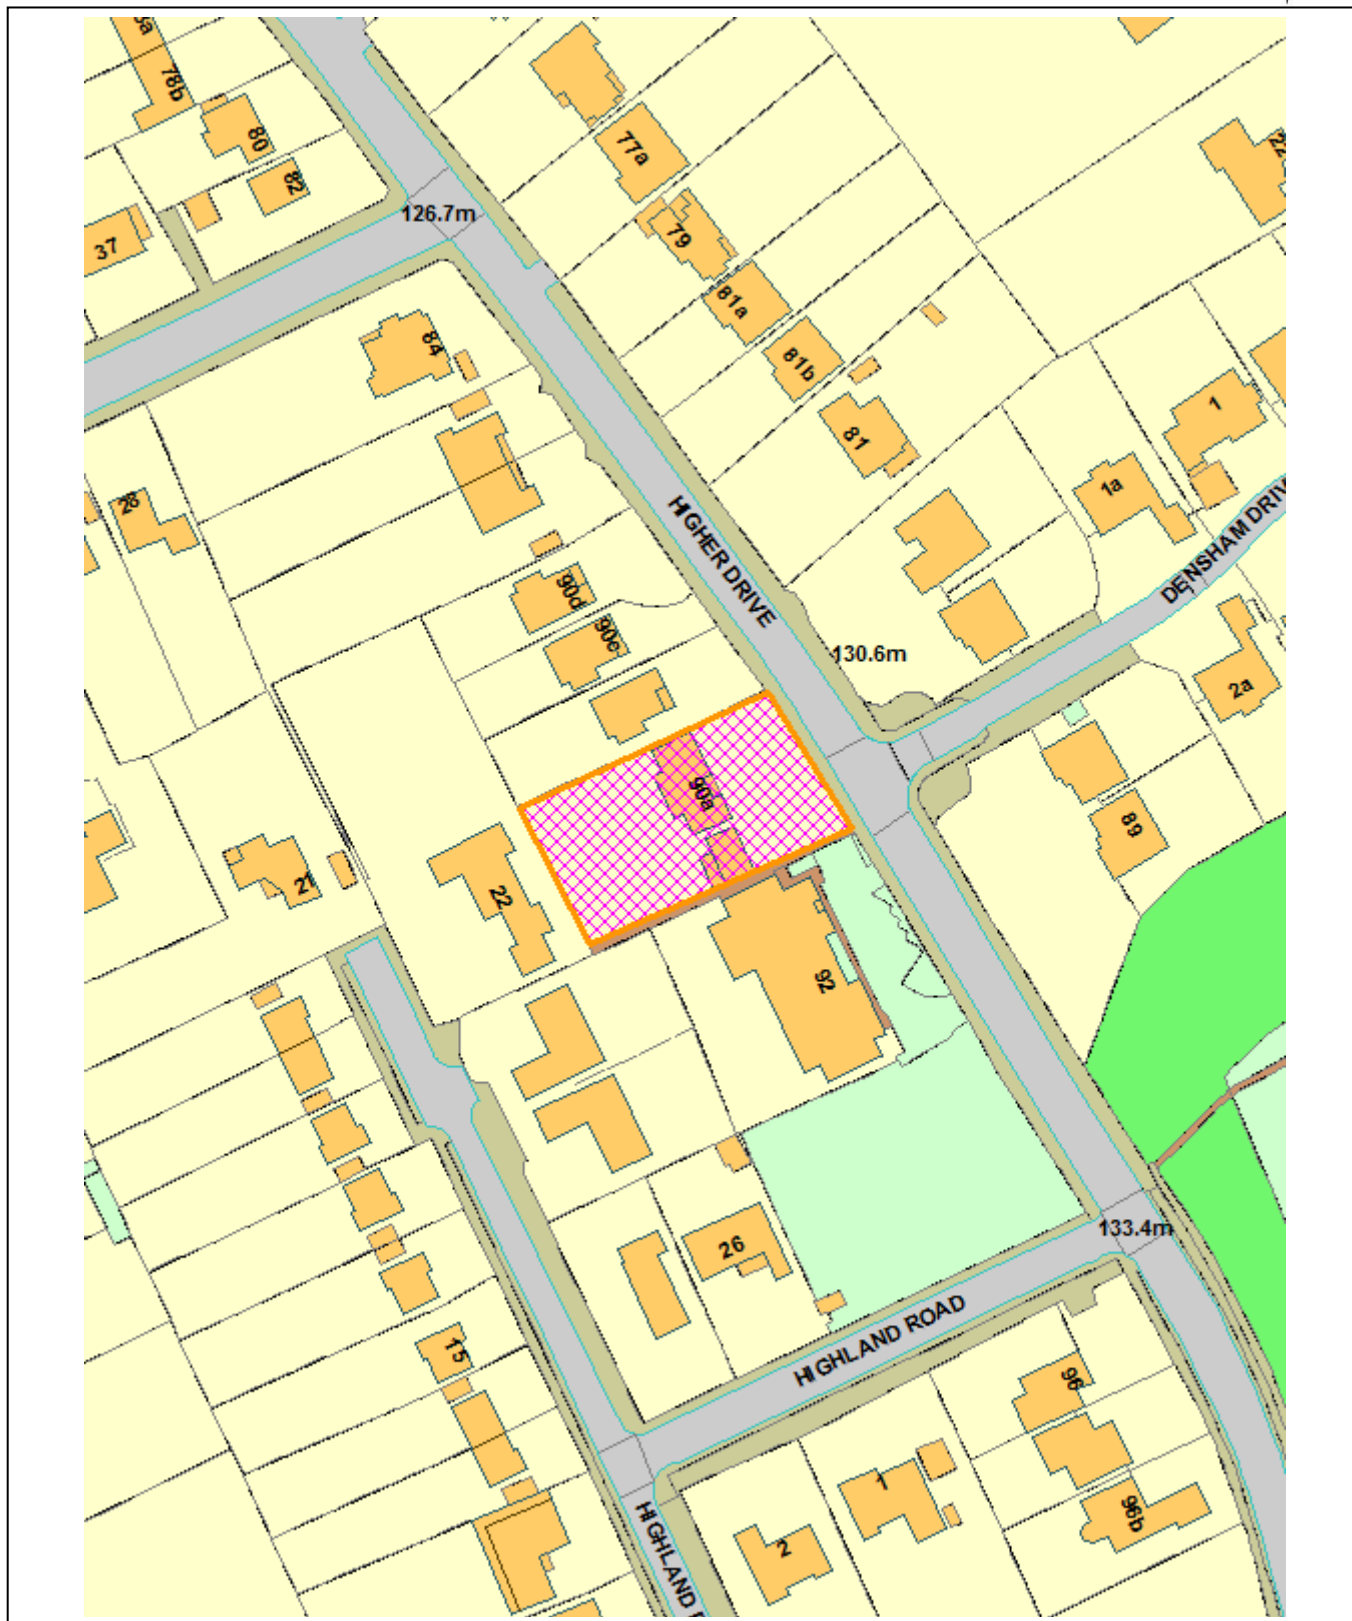 78b
80
82
37
126.7m
77a
79
81a
81b
81
84
28
1
1a
HIGHER DRIVE
DENSHAM DRIV
90d
90c
130.6m
2a
90a
89
21
22
92
26
133.4m
HIGHLAND ROAD
15
96
1
96b
2
HIGHLAND